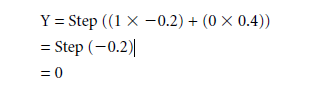 Y = Step ((1 × −0.2) + (0 × 0.4))
= Step (−0.2)
= 0